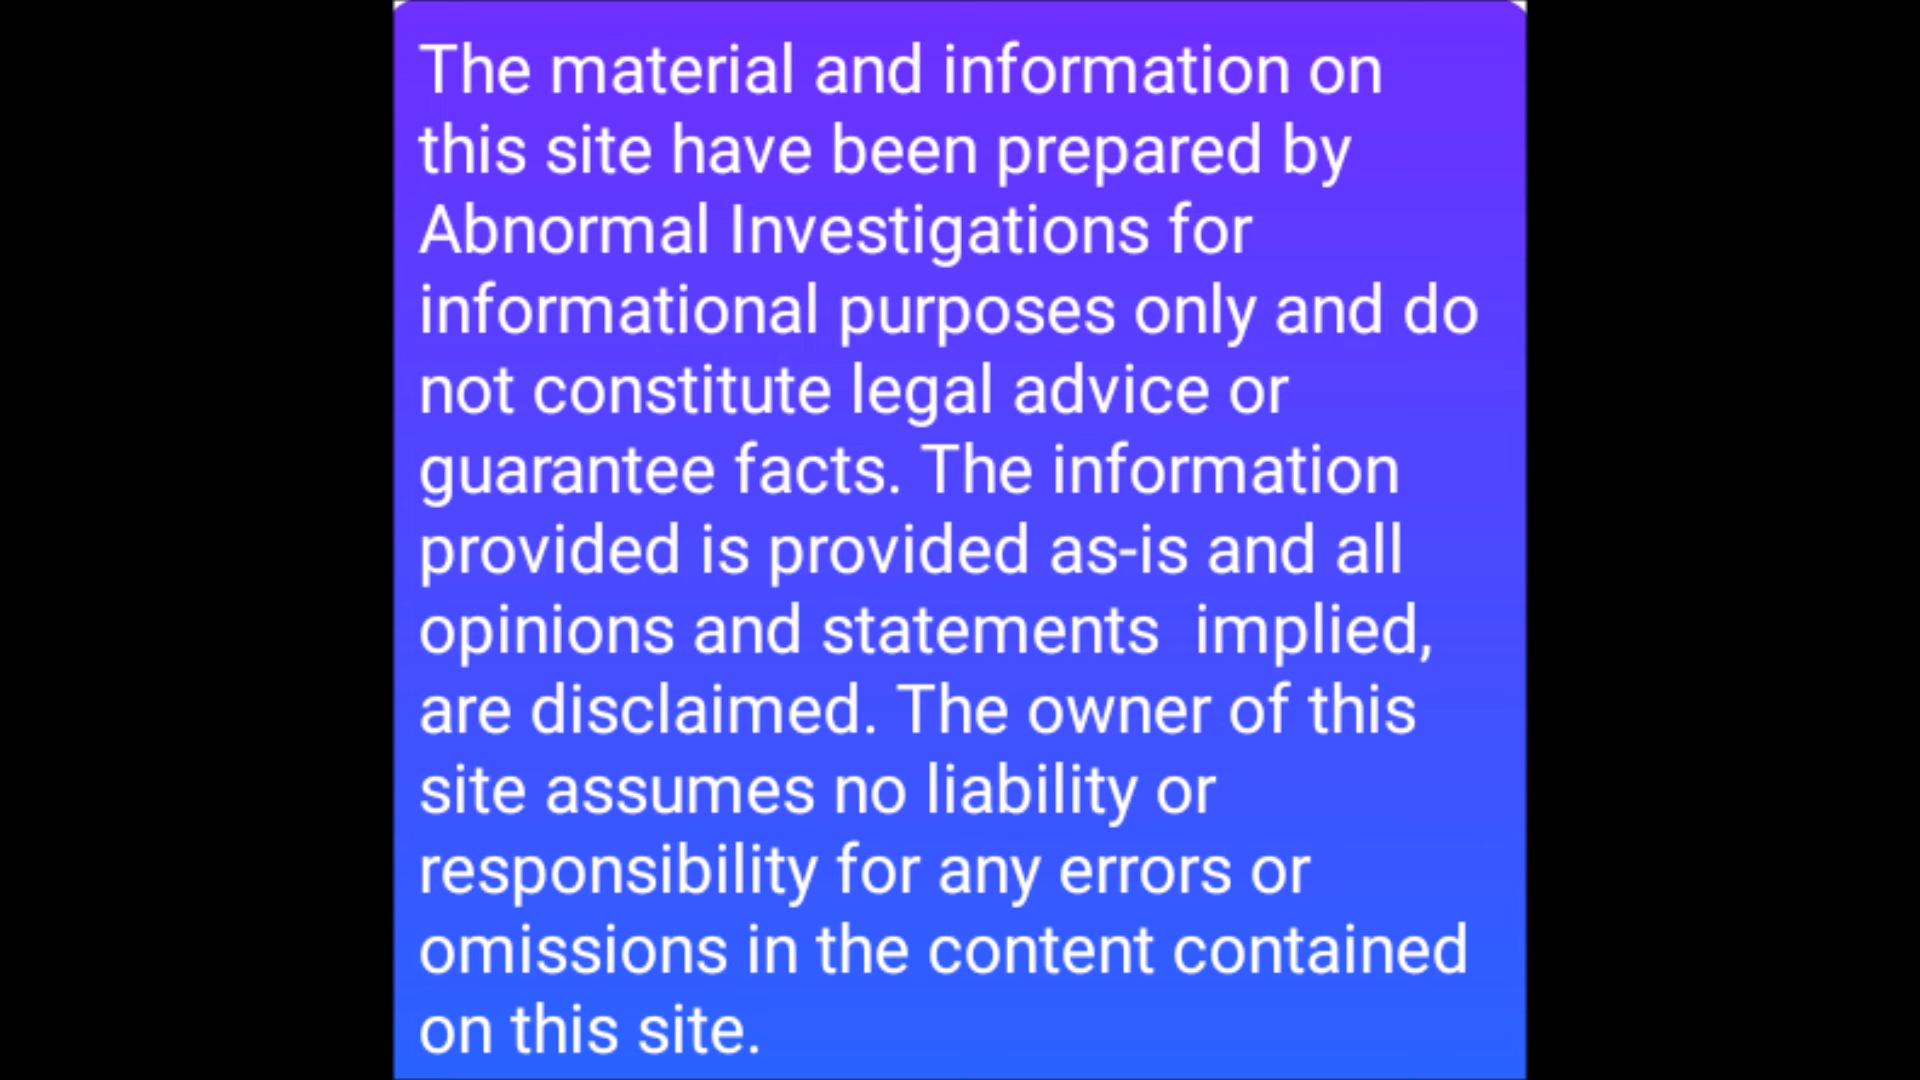 The material and information on
this site have been prepared by
Abnormal Investigations for
informational purposes only and do
not constitute legal advice or
guarantee facts. The information
provided is provided as-is and all
opinions and statements  implied,
are disclaimed. The owner of this
site assumes no liability or
responsibility for any errors or
omissions in the content contained
on this site.